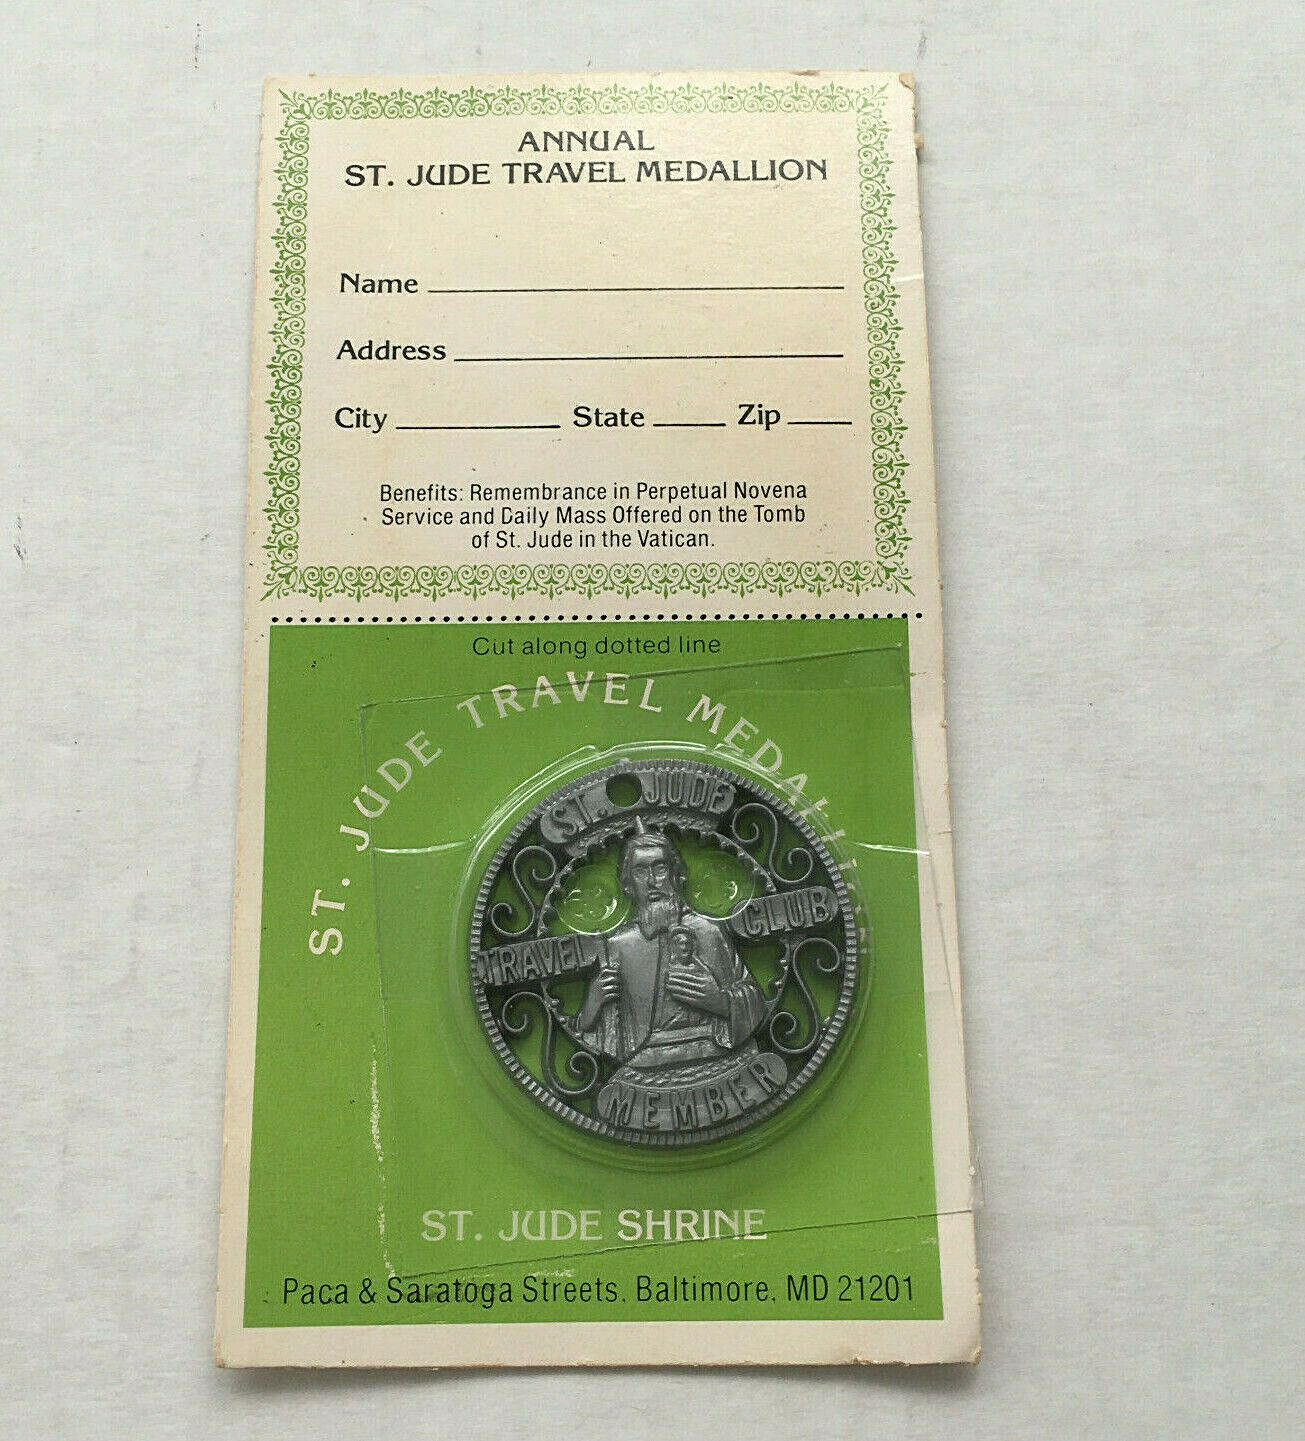 ANNUAL
ST. JUDE TRAVEL MEDALLION
Name
Address
City State Zip
Benefits: Remembrance in Perpetual Novena
Service and Daily Mass Offered on the Tomb
of St. Jude in the Vatican.
Cut along dotted line
ST. JUDE TRAVEL MEDALLION
ST. JUDE
TRAVEL CLUB
MEMBER
ST. JUDE SHRINE
Paca & Saratoga Streets, Baltimore, MD 21201